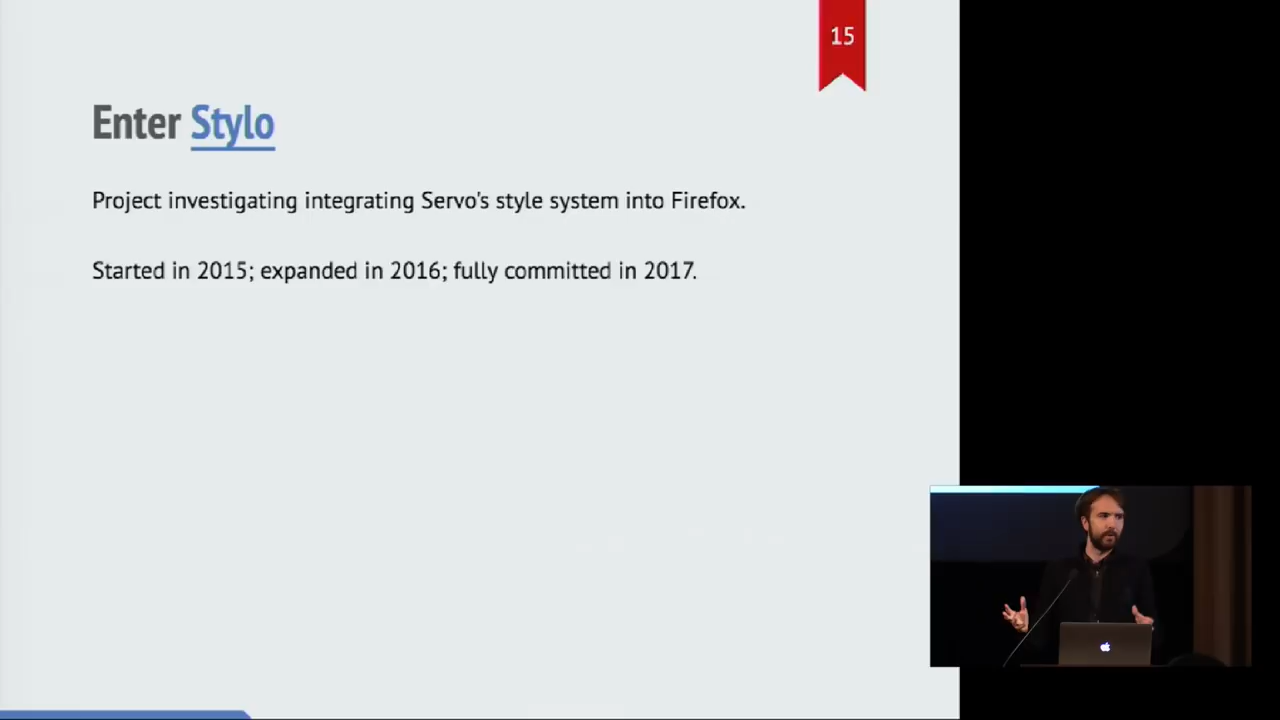 15
Enter Stylo
Project investigating integrating Servo's style system into Firefox.
Started in 2015; expanded in 2016; fully committed in 2017.